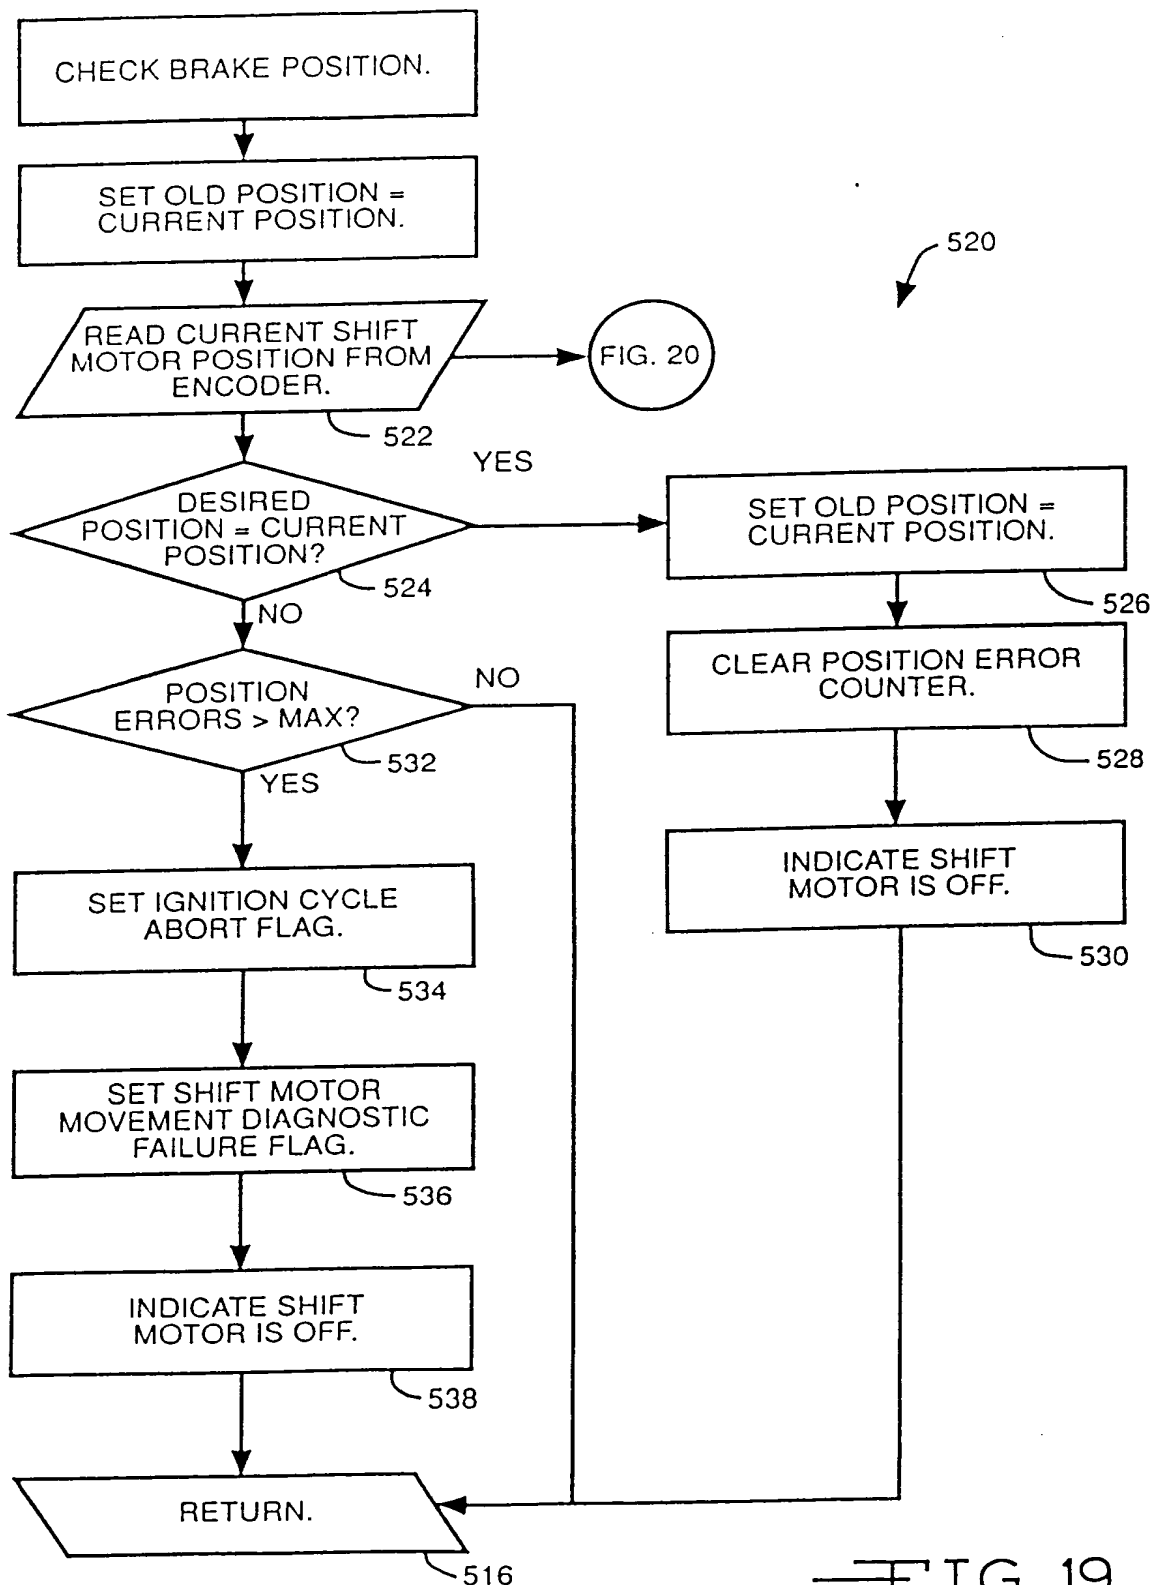 CHECK BRAKE POSITION.
SET OLD POSITION =
CURRENT POSITION.
520
READ CURRENT SHIFT
MOTOR POSITION FROM
ENCODER.
FIG. 20
522
DESIRED
POSITION = CURRENT
POSITION?
YES
524
NO
SET OLD POSITION =
CURRENT POSITION.
526
CLEAR POSITION ERROR
COUNTER.
528
INDICATE SHIFT
MOTOR IS OFF.
530
POSITION
ERRORS > MAX?
NO
532
YES
SET IGNITION CYCLE
ABORT FLAG.
534
SET SHIFT MOTOR
MOVEMENT DIAGNOSTIC
FAILURE FLAG.
536
INDICATE SHIFT
MOTOR IS OFF.
538
RETURN.
516
FIG. 19